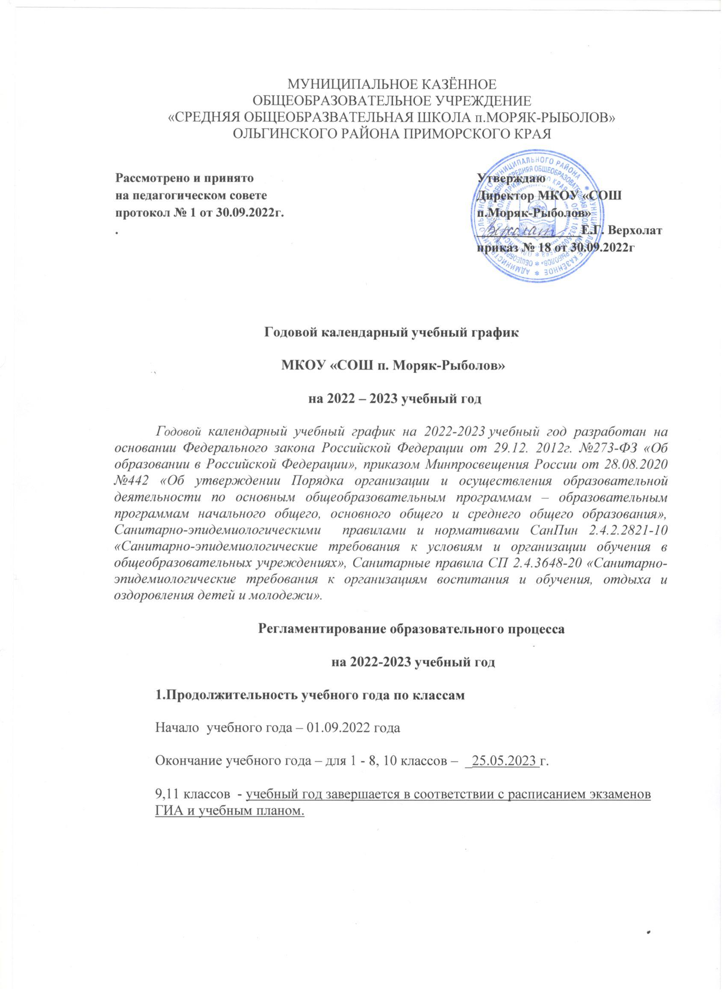 МУНИЦИПАЛЬНОЕ КАЗЁННОЕ
ОБЩЕОБРАЗОВАТЕЛЬНОЕ УЧРЕЖДЕНИЕ
«СРЕДНЯЯ ОБЩЕОБРАЗВАТЕЛЬНАЯ ШКОЛА п.МОРЯК-РЫБОЛОВ»
ОЛЬГИНСКОГО РАЙОНА ПРИМОРСКОГО КРАЯ
Рассмотрено и принято
на педагогическом совете
протокол № 1 от 30.09.2022г.
.
Утверждаю
Директор МКОУ «СОШ
п.Моряк-Рыболов»
Верхолат Е.Г. Верхолат
приказ № 18 от 30.09.2022г
Годовой календарный учебный график
МКОУ «СОШ п. Моряк-Рыболов»
на 2022 – 2023 учебный год
Годовой календарный учебный график на 2022-2023 учебный год разработан на
основании Федерального закона Российской Федерации от 29.12. 2012г. №273-ФЗ «Об
образовании в Российской Федерации», приказом Минпросвещения России от 28.08.2020
№442 «Об утверждении Порядка организации и осуществления образовательной
деятельности по основным общеобразовательным программам – образовательным
программам начального общего, основного общего и среднего общего образования»,
Санитарно-эпидемиологическими правилами и нормативами СанПин 2.4.2.2821-10
«Санитарно-эпидемиологические требования к условиям и организации обучения в
общеобразовательных учреждениях», Санитарные правила СП 2.4.3648-20 «Санитарно-
эпидемиологические требования к организациям воспитания и обучения, отдыха и
оздоровления детей и молодежи».
Регламентирование образовательного процесса
на 2022-2023 учебный год
1.Продолжительность учебного года по классам
Начало учебного года – 01.09.2022 года
Окончание учебного года – для 1 - 8, 10 классов – _25.05.2023 г.
9,11 классов - учебный год завершается в соответствии с расписанием экзаменов
ГИА и учебным планом.